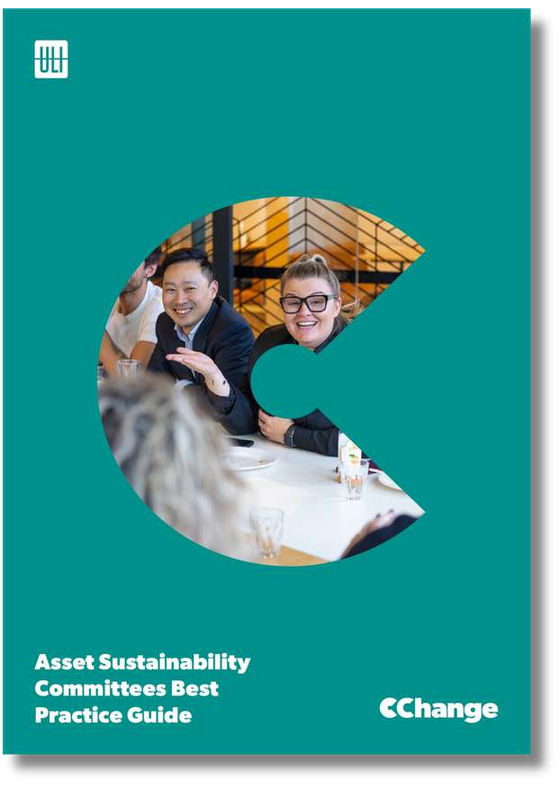 ULI
Asset Sustainability
Committees Best
Practice Guide
CChange